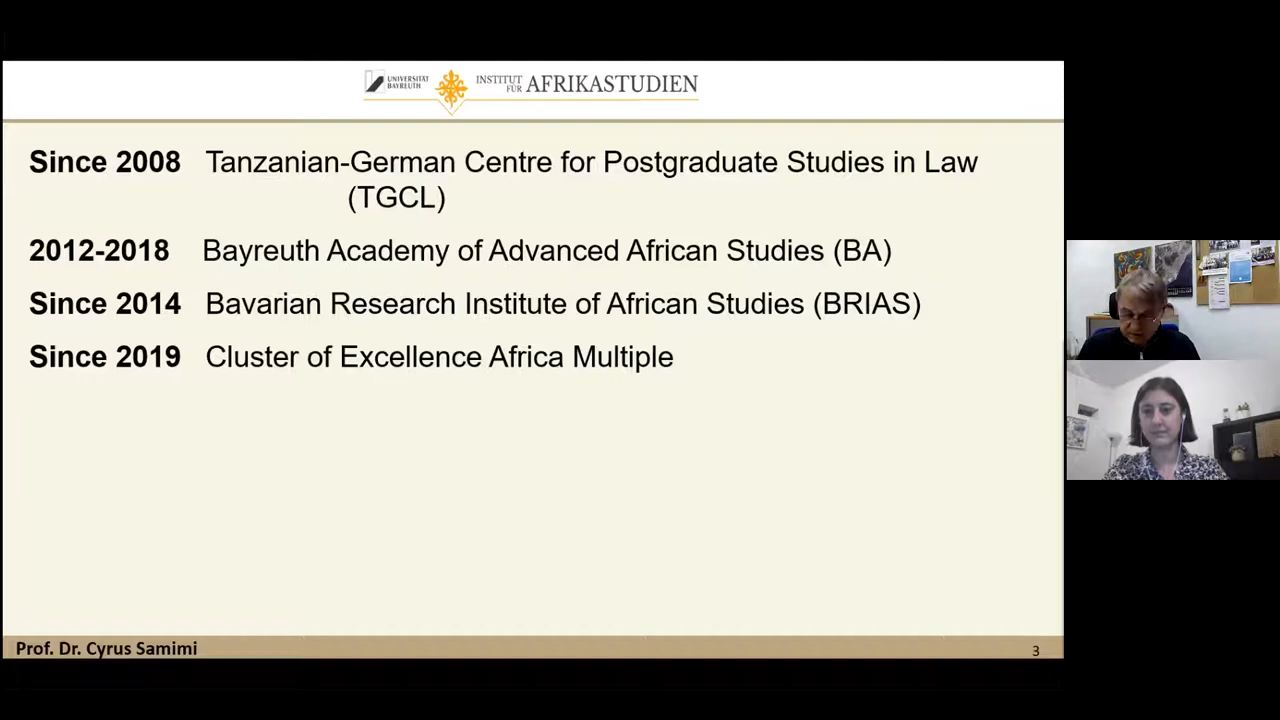 UNIVERSITÄT
BAYREUTH
INSTITUT
FÜR AFRIKASTUDIEN
Since 2008 Tanzanian-German Centre for Postgraduate Studies in Law
(TGCL)
2012-2018 Bayreuth Academy of Advanced African Studies (BA)
Since 2014 Bavarian Research Institute of African Studies (BRIAS)
Since 2019 Cluster of Excellence Africa Multiple
Prof. Dr. Cyrus Samimi
3